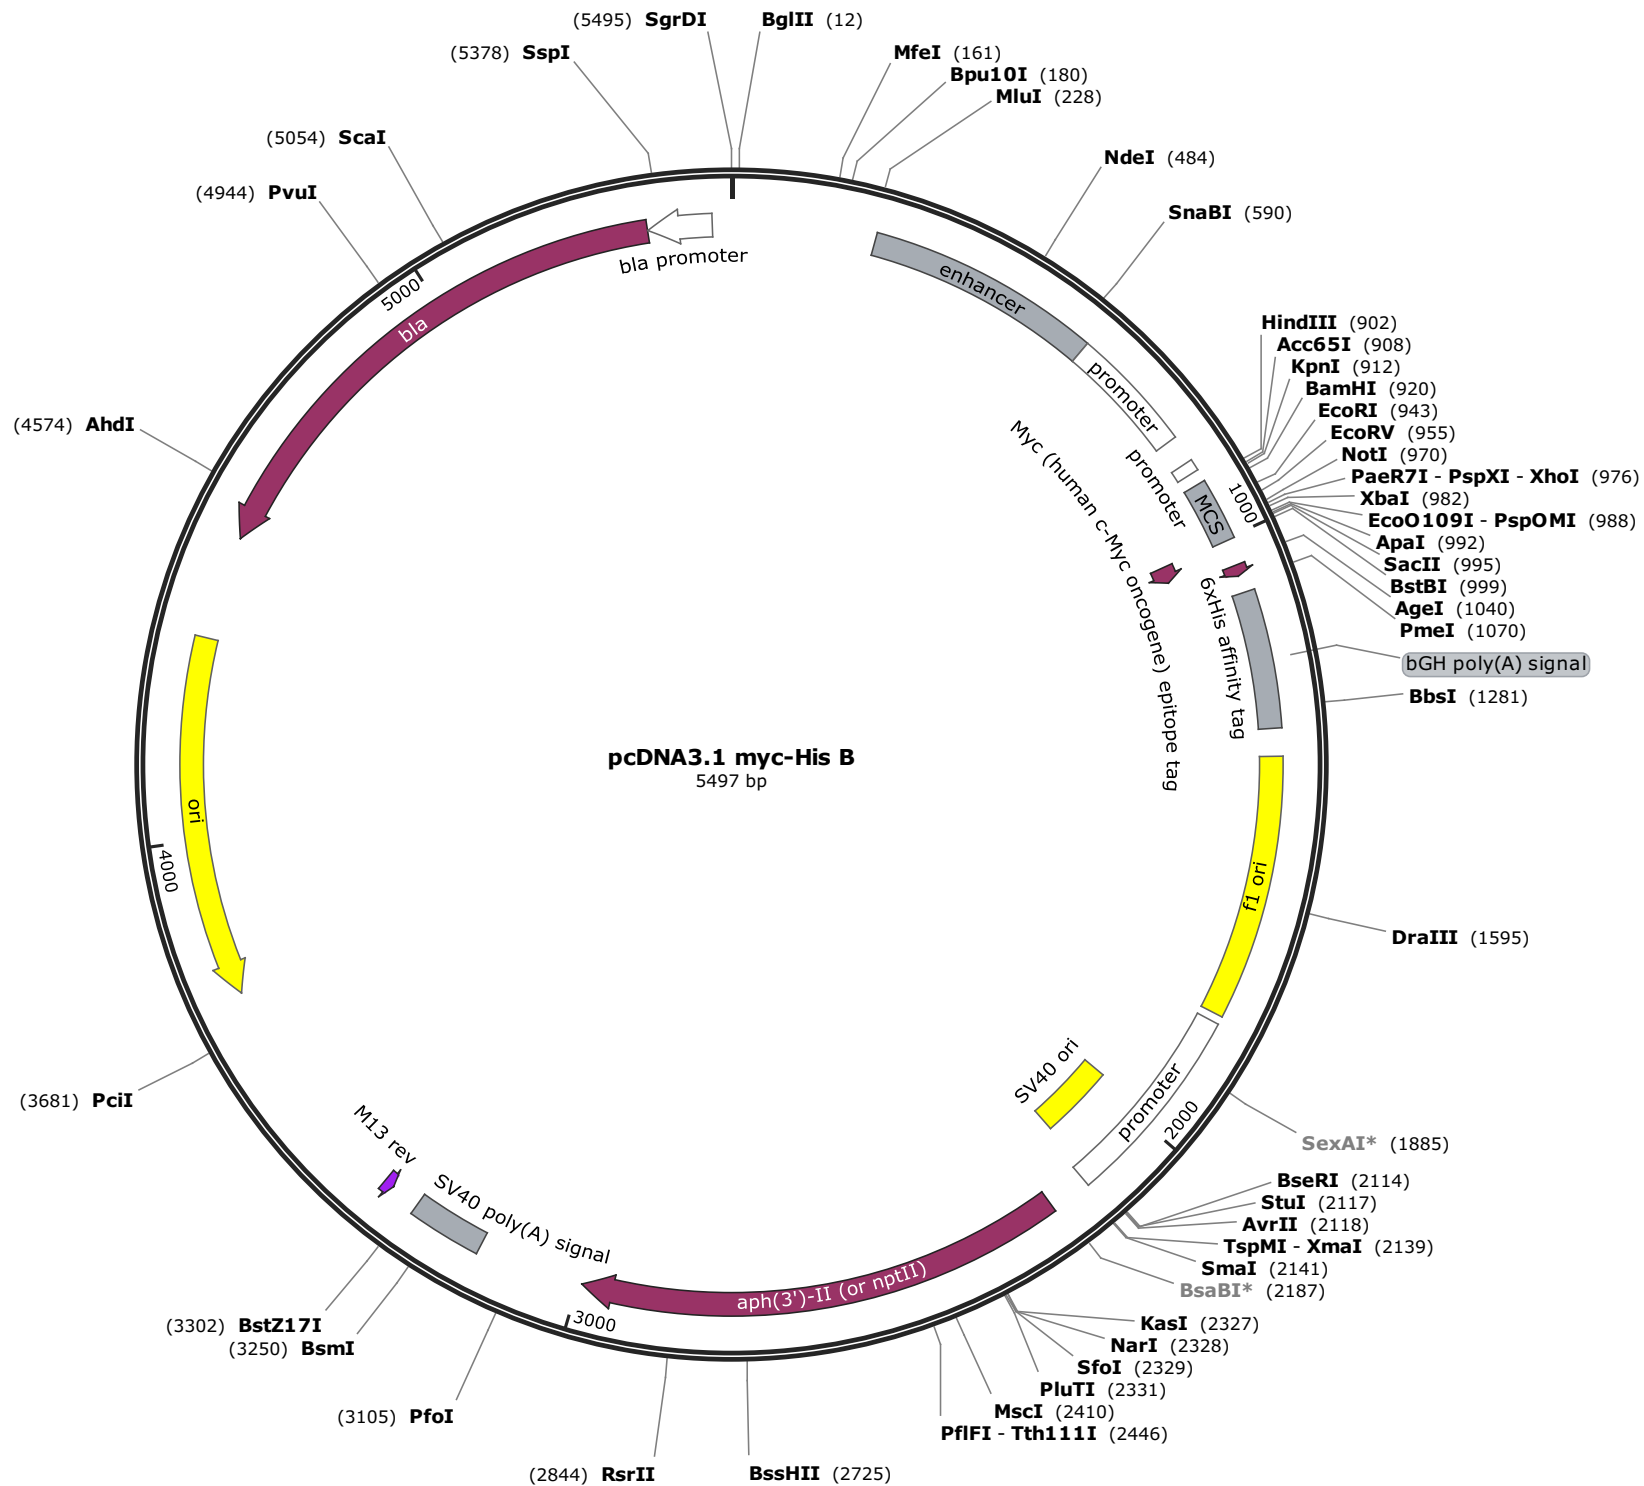 (5495) SgrDI
BglII (12)
(5378) SspI
MfeI (161)
Bpu10I (180)
MluI (228)
(5054) ScaI
NdeI (484)
(4944) PvuI
SnaBI (590)
bla promoter
enhancer
5000
bla
HindIII (902)
Acc65I (908)
KpnI (912)
BamHI (920)
EcoRI (943)
EcoRV (955)
NotI (970)
PaeR7I - PspXI - XhoI (976)
XbaI (982)
EcoO109I - PspOMI (988)
ApaI (992)
SacII (995)
BstBI (999)
AgeI (1040)
PmeI (1070)
promoter
(4574) AhdI
promoter
MCS
1000
Myc (human c-Myc oncogene) epitope tag
6xHis affinity tag
bGH poly(A) signal
BbsI (1281)
pcDNA3.1 myc-His B
5497 bp
ori
4000
f1 ori
DraIII (1595)
SV40 ori
promoter
2000
(3681) PciI
M13 rev
SV40 poly(A) signal
SexAI* (1885)
BseRI (2114)
StuI (2117)
AvrII (2118)
TspMI - XmaI (2139)
SmaI (2141)
BsaBI* (2187)
aph(3')-II (or nptII)
3000
(3302) BstZ17I
(3250) BsmI
KasI (2327)
NarI (2328)
SfoI (2329)
PluTI (2331)
MscI (2410)
PflFI - Tth111I (2446)
(3105) PfoI
(2844) RsrII
BssHII (2725)